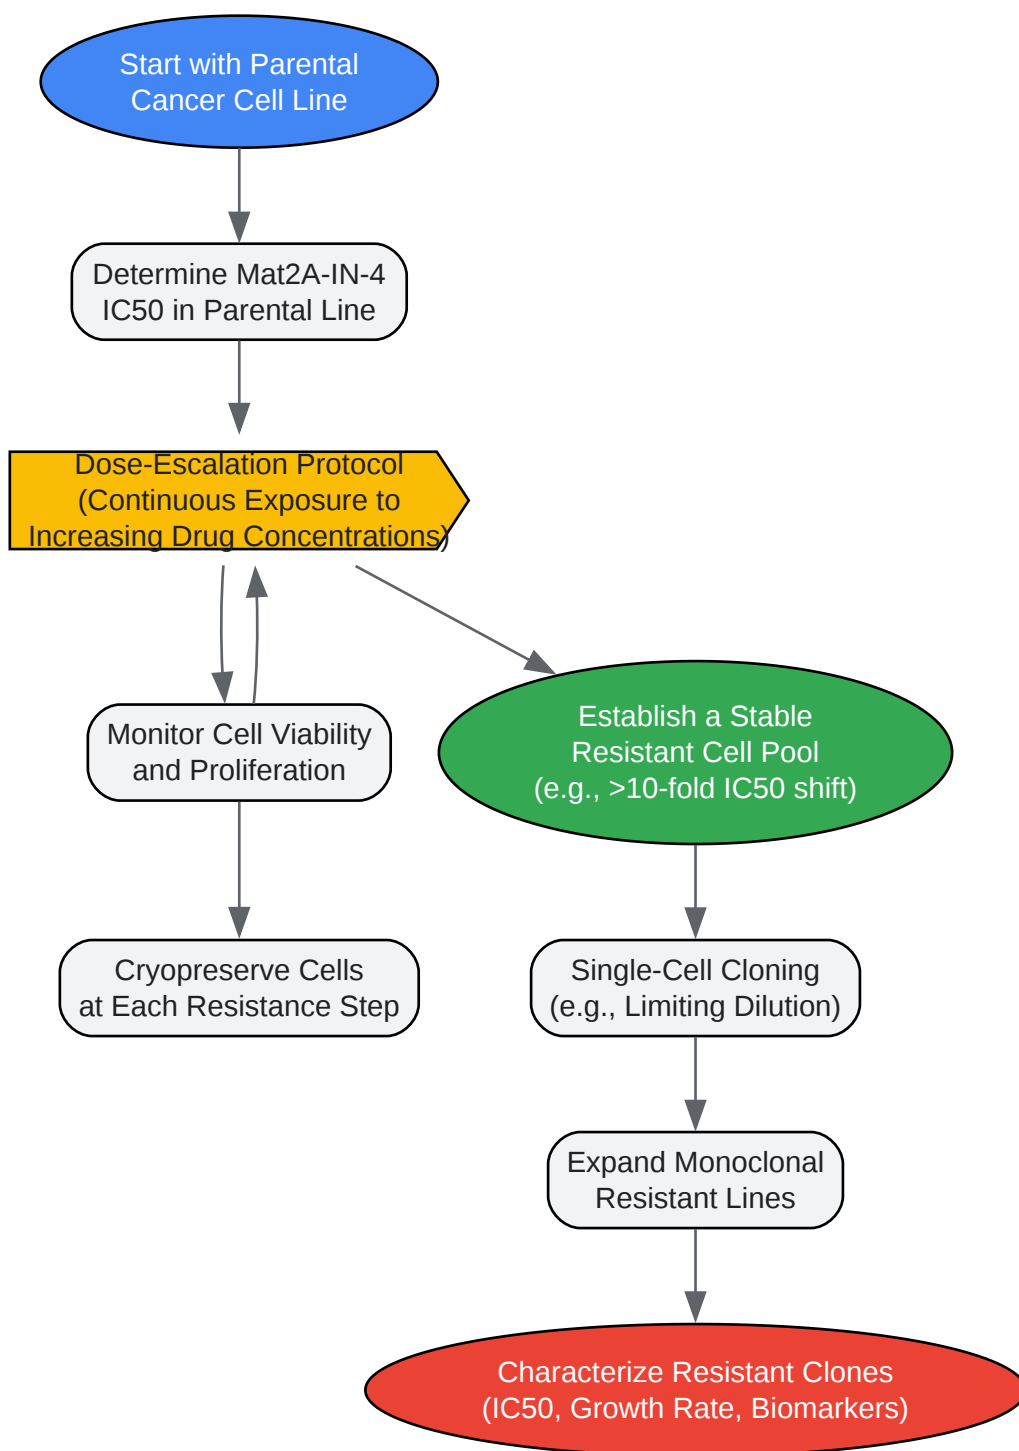 Start with Parental
Cancer Cell Line
Determine Mat2A-IN-4
IC50 in Parental Line
Dose-Escalation Protocol
(Continuous Exposure to
Increasing Drug Concentrations)
Monitor Cell Viability
and Proliferation
Establish a Stable
Resistant Cell Pool
(e.g., >10-fold IC50 shift)
Cryopreserve Cells
at Each Resistance Step
Single-Cell Cloning
(e.g., Limiting Dilution)
Expand Monoclonal
Resistant Lines
Characterize Resistant Clones
(IC50, Growth Rate, Biomarkers)